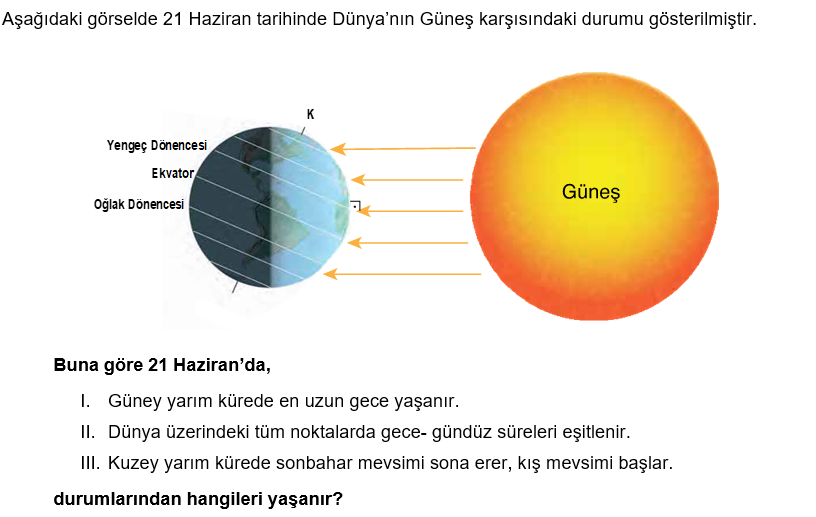 Aşağıdaki görselde 21 Haziran tarihinde Dünya’nın Güneş karşısındaki durumu gösterilmiştir.
K
Yengeç Dönencesi
Ekvator
Oğlak Dönencesi
Güneş
Buna göre 21 Haziran’da,
I. Güney yarım kürede en uzun gece yaşanır.
II. Dünya üzerindeki tüm noktalarda gece- gündüz süreleri eşitlenir.
III. Kuzey yarım kürede sonbahar mevsimi sona erer, kış mevsimi başlar.
durumlarından hangileri yaşanır?